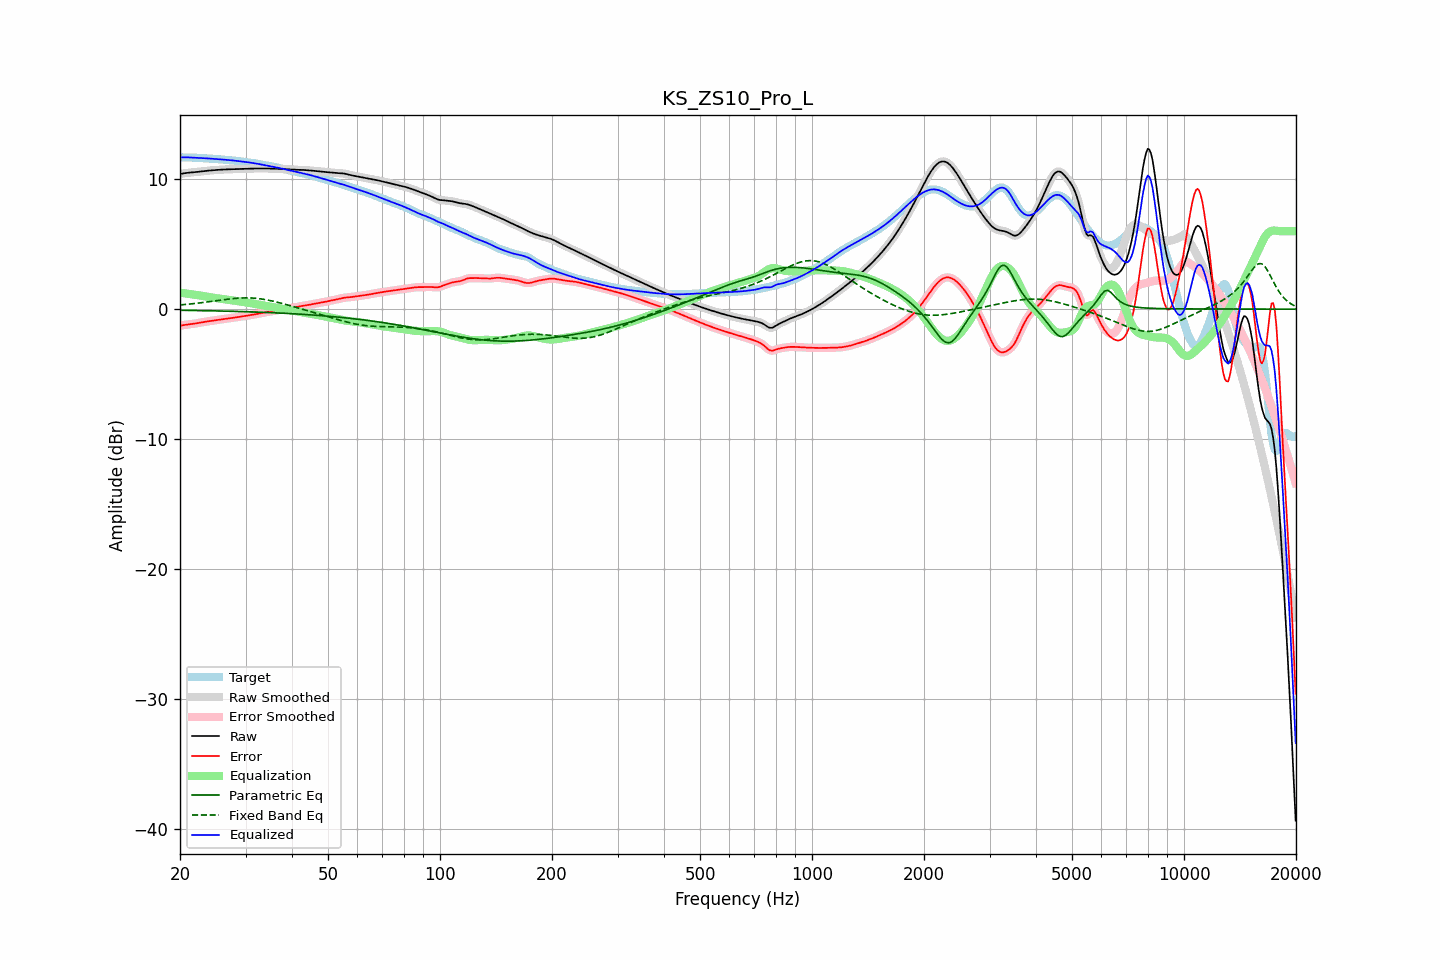 KS_ZS10_Pro_L
Amplitude (dBr)
10
0
−10
−20
−30
−40
Target
Raw Smoothed
Error Smoothed
Raw
Error
Equalization
Parametric Eq
Fixed Band Eq
Equalized
20 50 100 200 500 1000 2000 5000 10000 20000
Frequency (Hz)